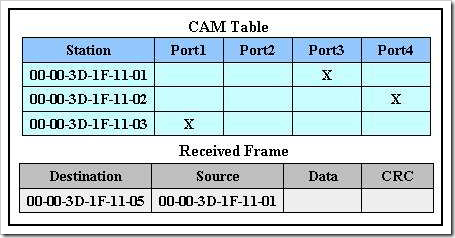 CAM Table
Station Port1 Port2 Port3 Port4
00-00-3D-1F-11-01 X
00-00-3D-1F-11-02 X
00-00-3D-1F-11-03 X
Received Frame
Destination Source Data CRC
00-00-3D-1F-11-05 00-00-3D-1F-11-01